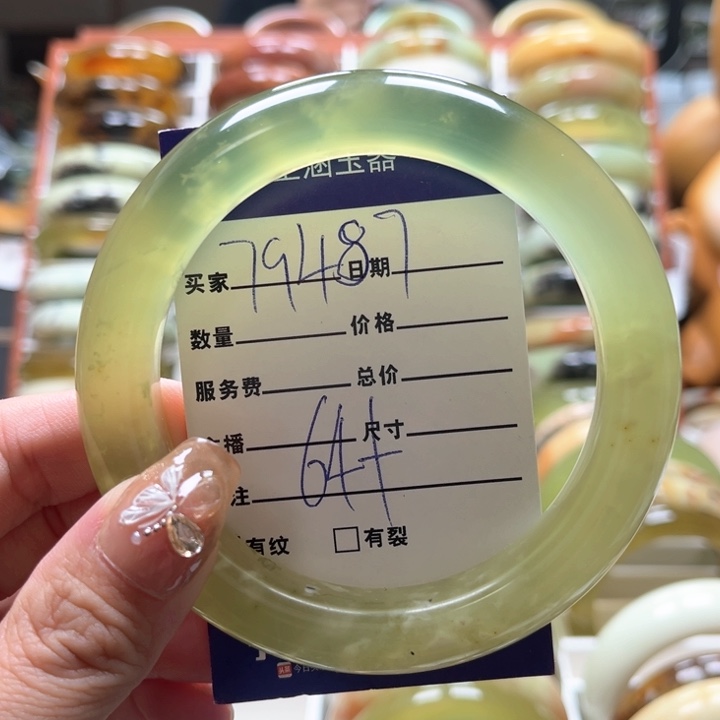 涵玉器
买家 79487 日期
数量 价格
服务费 总价
播 64+ 尺寸
注
有纹 □有裂